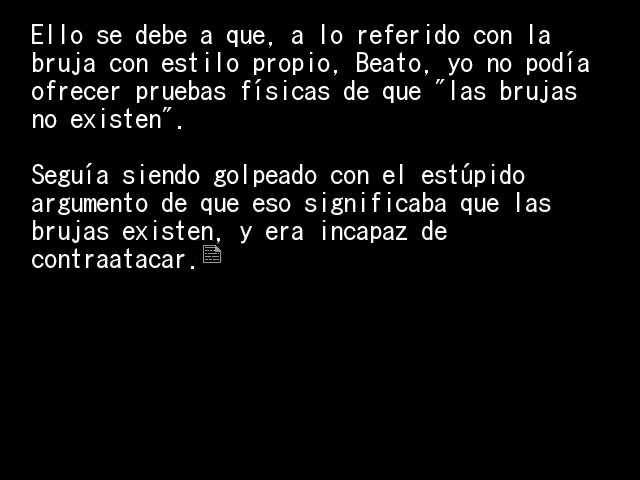 Ello se debe a que, a lo referido con la
bruja con estilo propio, Beato, yo no podía
ofrecer pruebas físicas de que "las brujas
no existen".
Seguía siendo golpeado con el estúpido
argumento de que eso significaba que las
brujas existen, y era incapaz de
contraatacar.